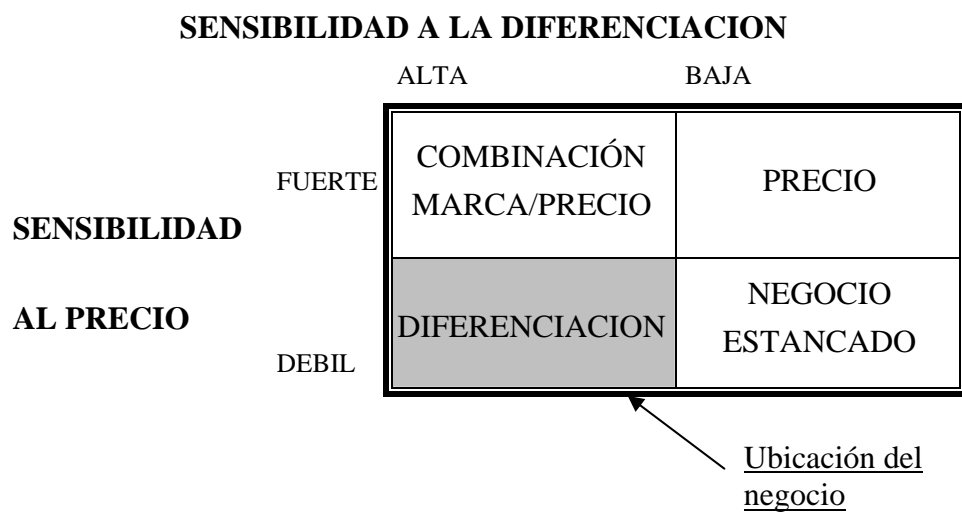 SENSIBILIDAD A LA DIFERENCIACION
ALTA BAJA
FUERTE
COMBINACIÓN
MARCA/PRECIO
PRECIO
SENSIBILIDAD
AL PRECIO
DEBIL
DIFERENCIACION
NEGOCIO
ESTANCADO
Ubicación del
negocio